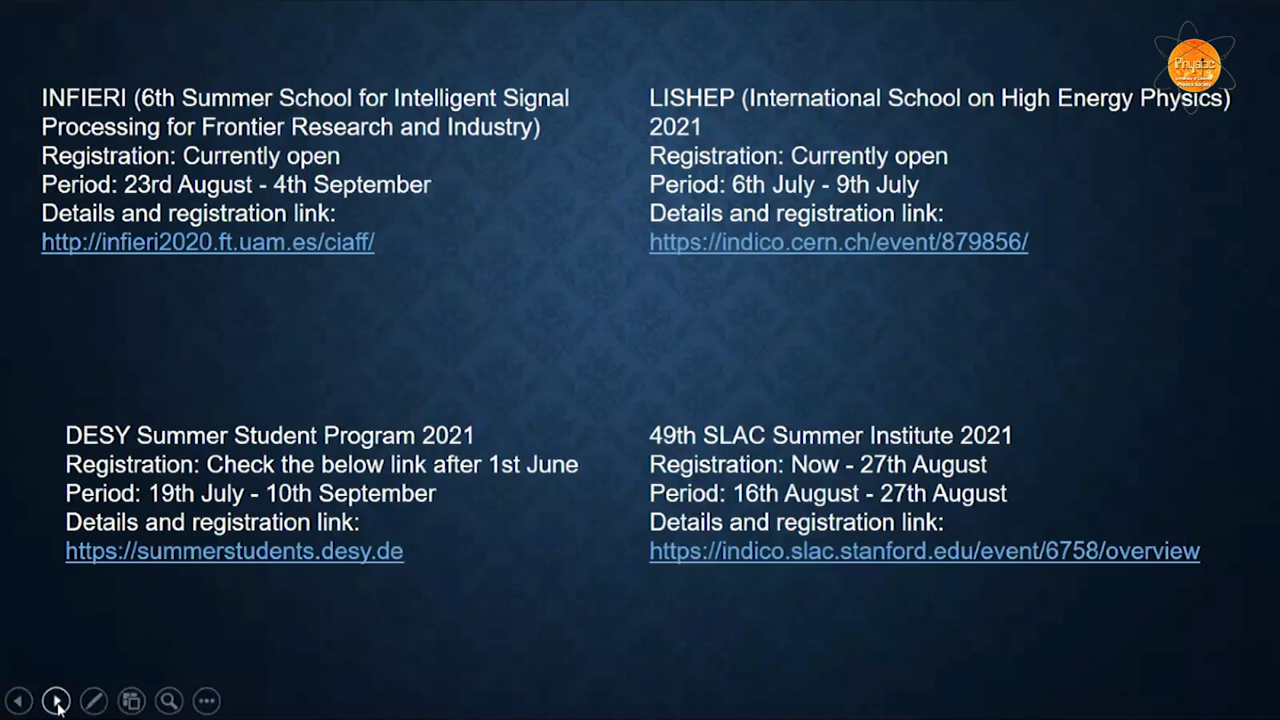 INFIERI (6th Summer School for Intelligent Signal
Processing for Frontier Research and Industry)
Registration: Currently open
Period: 23rd August - 4th September
Details and registration link:
http://infieri2020.ft.uam.es/ciaff/
LISHEP (International School on High Energy Physics)
2021
Registration: Currently open
Period: 6th July - 9th July
Details and registration link:
https://indico.cern.ch/event/879856/
DESY Summer Student Program 2021
Registration: Check the below link after 1st June
Period: 19th July - 10th September
Details and registration link:
https://summerstudents.desy.de
49th SLAC Summer Institute 2021
Registration: Now - 27th August
Period: 16th August - 27th August
Details and registration link:
https://indico.slac.stanford.edu/event/6758/overview
Physics Society